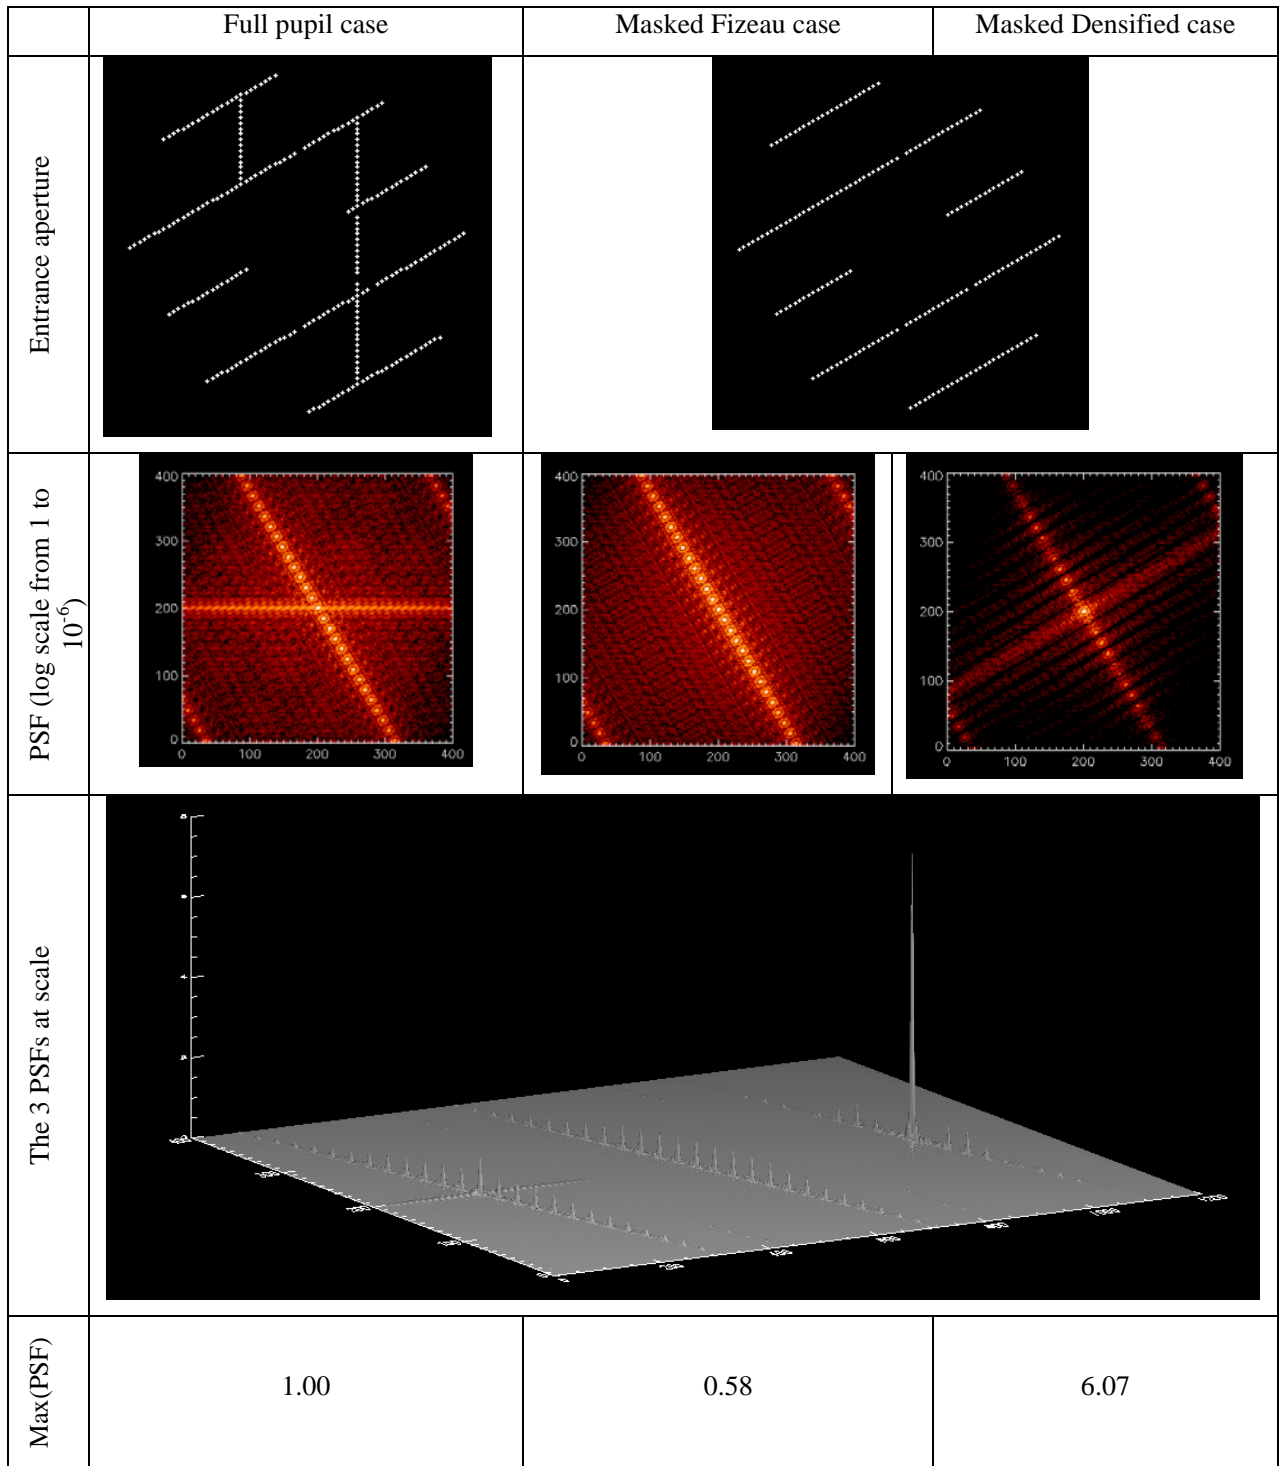 Full pupil case
Masked Fizeau case
Masked Densified case
Entrance aperture
PSF (log scale from 1 to
10-6)
400
300
200
100
0
0 100 200 300 400
400
300
200
100
0
0 100 200 300 400
400
300
200
100
0
0 100 200 300 400
The 3 PSFs at scale
Max(PSF)
1.00
0.58
6.07